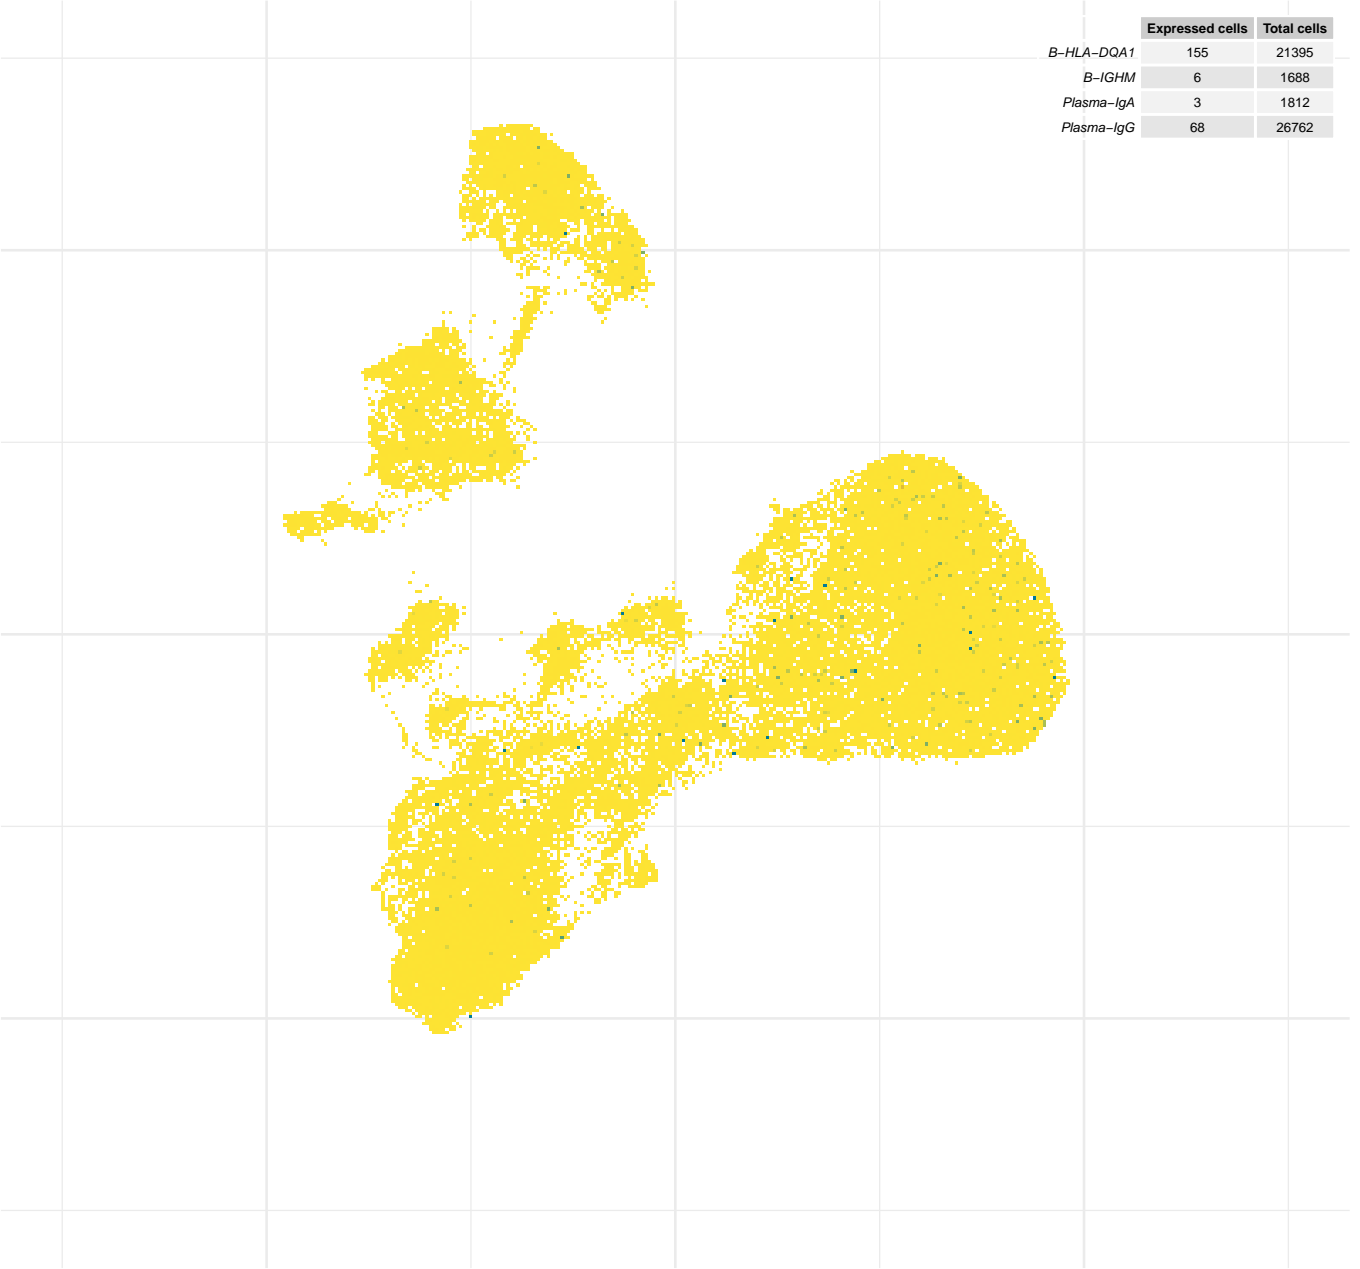 Expressed cells Total cells
B−HLA−DQA1 155 21395
B−IGHM 6 1688
Plasma−IgA 3 1812
Plasma−IgG 68 26762